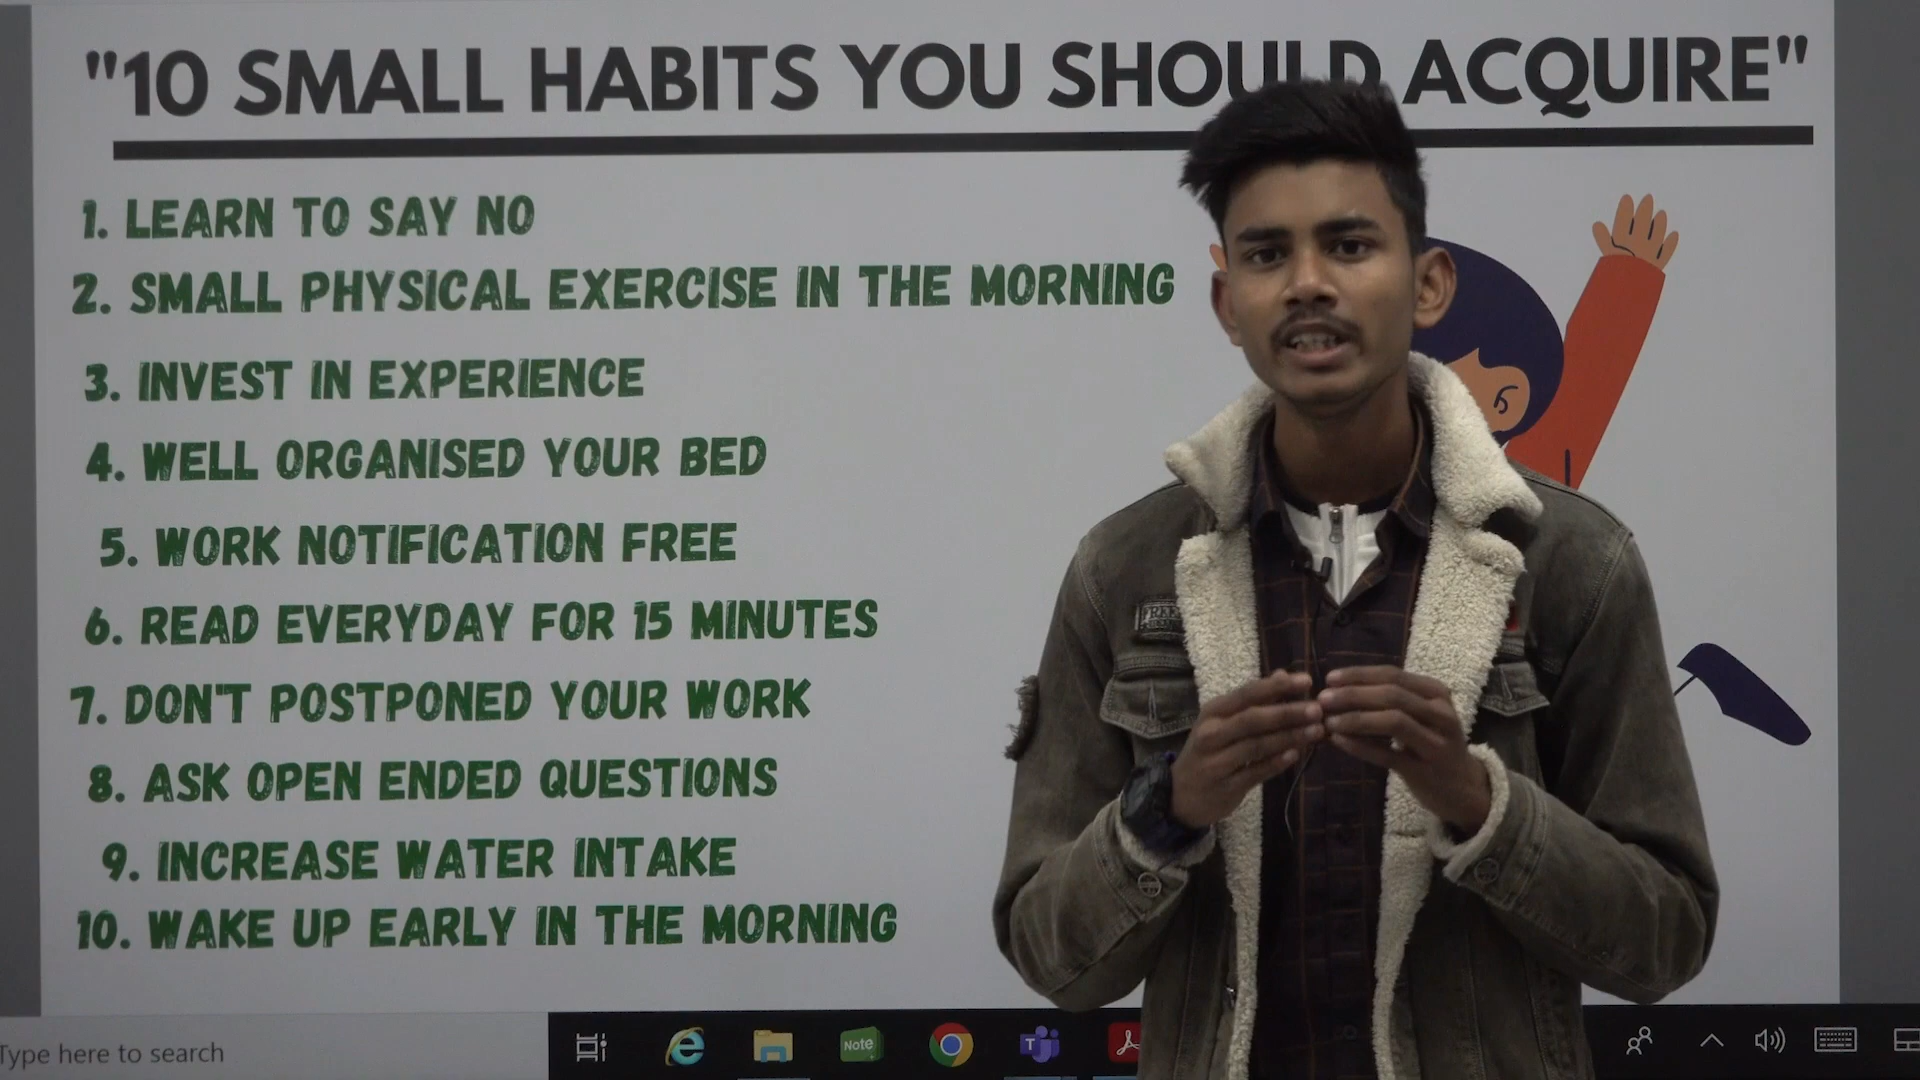 "10 SMALL HABITS YOU SHOULD ACQUIRE"
1. LEARN TO SAY NO
2. SMALL PHYSICAL EXERCISE IN THE MORNING
3. INVEST IN EXPERIENCE
4. WELL ORGANISED YOUR BED
5. WORK NOTIFICATION FREE
6. READ EVERYDAY FOR 15 MINUTES
7. DON'T POSTPONED YOUR WORK
8. ASK OPEN ENDED QUESTIONS
9. INCREASE WATER INTAKE
10. WAKE UP EARLY IN THE MORNING
Type here to search
Note
T